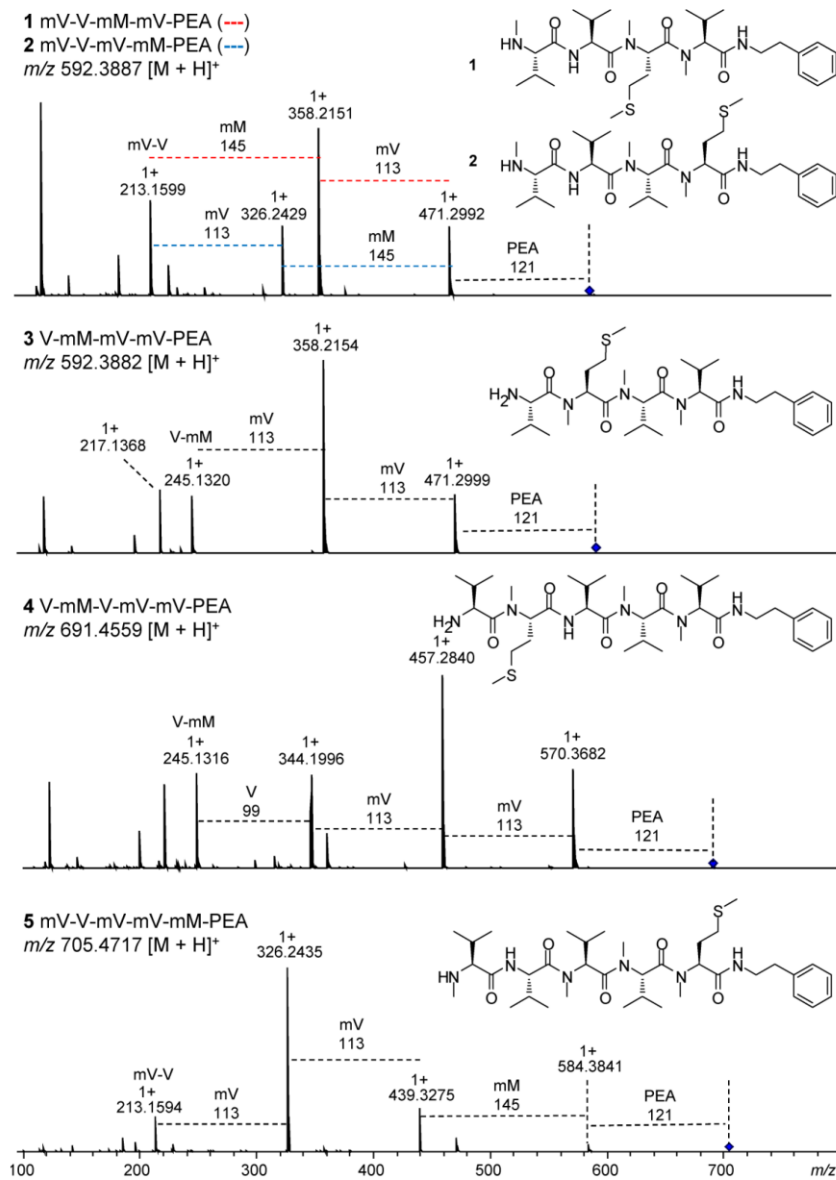 1 mV-V-mM-mV-PEA (---)
2 mV-V-mV-mM-PEA (---)
m/z 592.3887 [M + H]+
1
2
H
N
O
N
H
O
N
O
S
N
O
H
N
HN
O
N
H
O
N
O
N
O
S
H
N
1+
358.2151
mV-V
mM
145
mV
113
1+
213.1599
mV
113
1+
326.2429
mM
145
1+
471.2992
PEA
121
3 V-mM-mV-mV-PEA
m/z 592.3882 [M + H]+
1+
358.2154
S
H2N
O
N
O
N
O
N
O
H
N
1+
217.1368
V-mM
1+
245.1320
mV
113
mV
113
1+
471.2999
PEA
121
4 V-mM-V-mV-mV-PEA
m/z 691.4559 [M + H]+
H2N
O
N
O
S
N
H
O
N
O
N
O
H
N
1+
457.2840
V-mM
1+
245.1316
V
99
1+
344.1996
mV
113
mV
113
1+
570.3682
PEA
121
5 mV-V-mV-mV-mM-PEA
m/z 705.4717 [M + H]+
1+
326.2435
S
HN
O
H
N
O
N
O
N
O
N
O
H
N
mV-V
1+
213.1594
mV
113
mV
113
1+
439.3275
mM
145
1+
584.3841
PEA
121
100 200 300 400 500 600 700 m/z